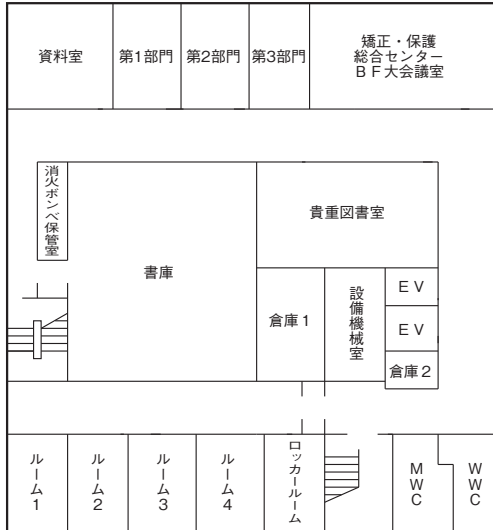 資料室
第1部門
第2部門
第3部門
矯正・保護
総合センター
BF大会議室
消火ボンベ保管室
書庫
貴重図書室
倉庫1
設備機械室
EV
EV
倉庫2
ルーム1
ルーム2
ルーム3
ルーム4
ロッカールーム
MWC
WWC